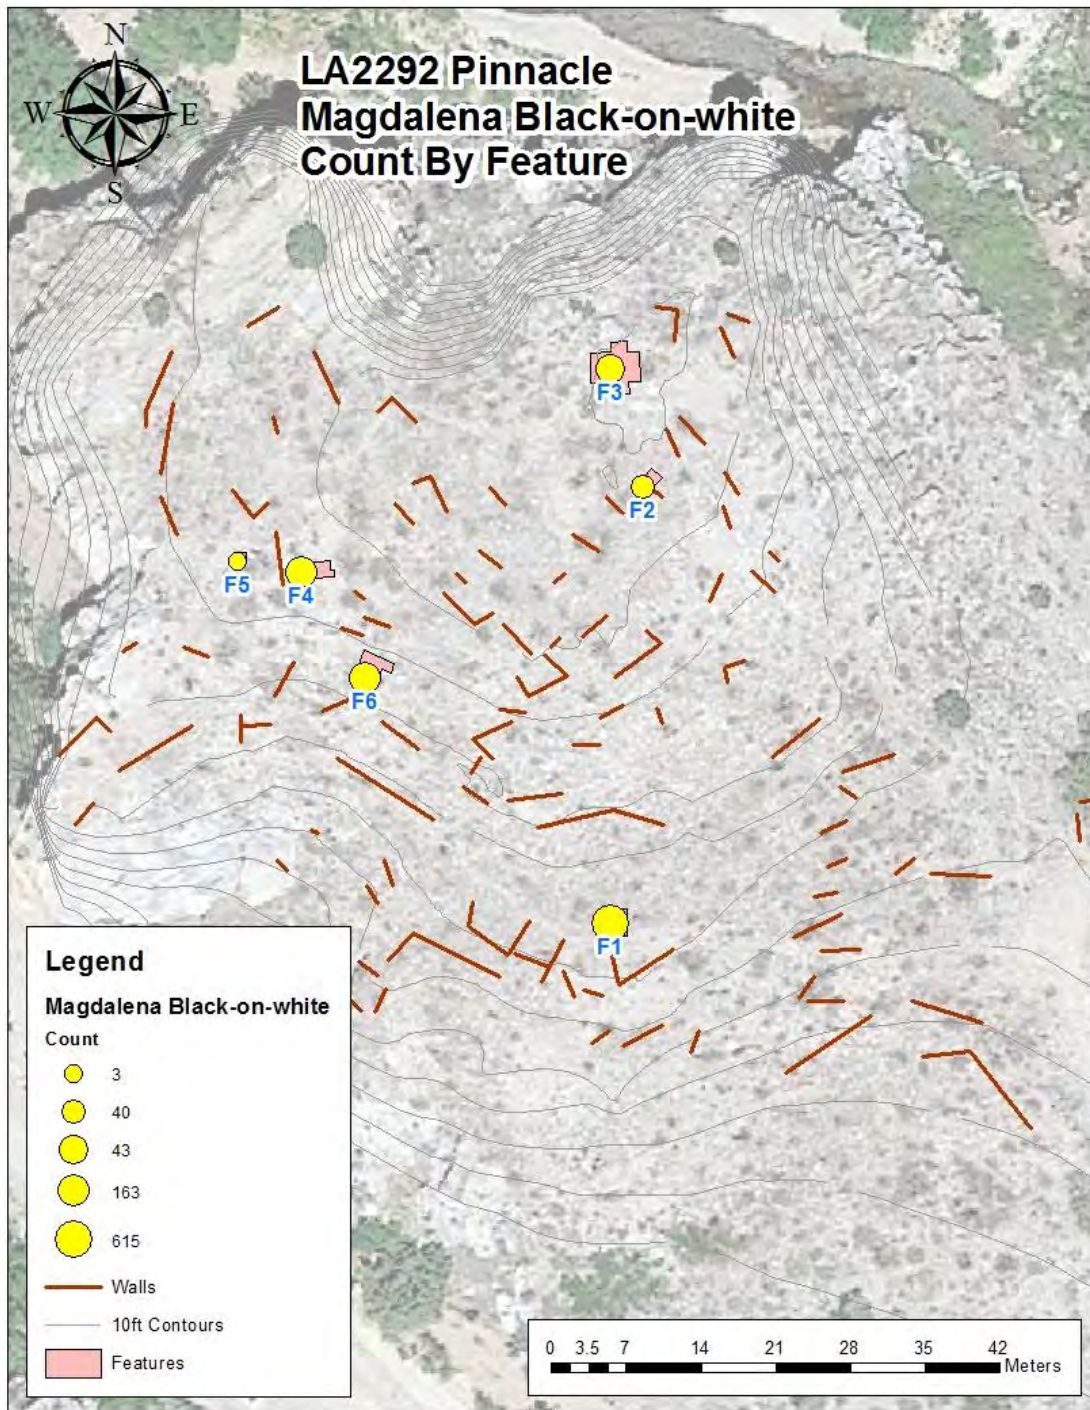 N
W E
S
LA2292 Pinnacle
Magdalena Black-on-white
Count By Feature
F3
F2
F5
F4
F6
F1
Legend
Magdalena Black-on-white
Count
3
40
43
163
615
Walls
10ft Contours
Features
0 3.5 7 14 21 28 35 42
Meters